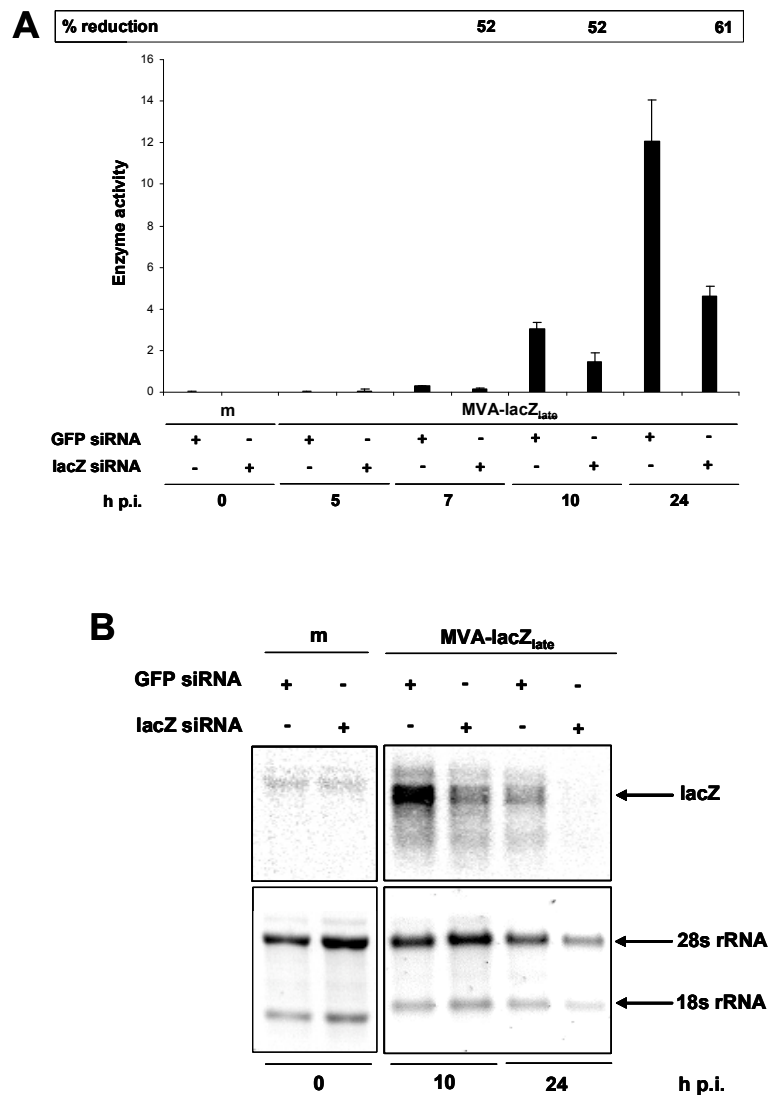 A
% reduction 52 52 61
16
14
12
10
8
6
4
2
0
Enzyme activity
m MVA-lacZlate
GFP siRNA + - + - + - + - + -
lacZ siRNA - + - + - + - + - +
h p.i. 0 5 7 10 24
B
m MVA-lacZlate
GFP siRNA + - + - + -
lacZ siRNA - + - + - +
lacZ
28s rRNA
18s rRNA
0 10 24 h p.i.